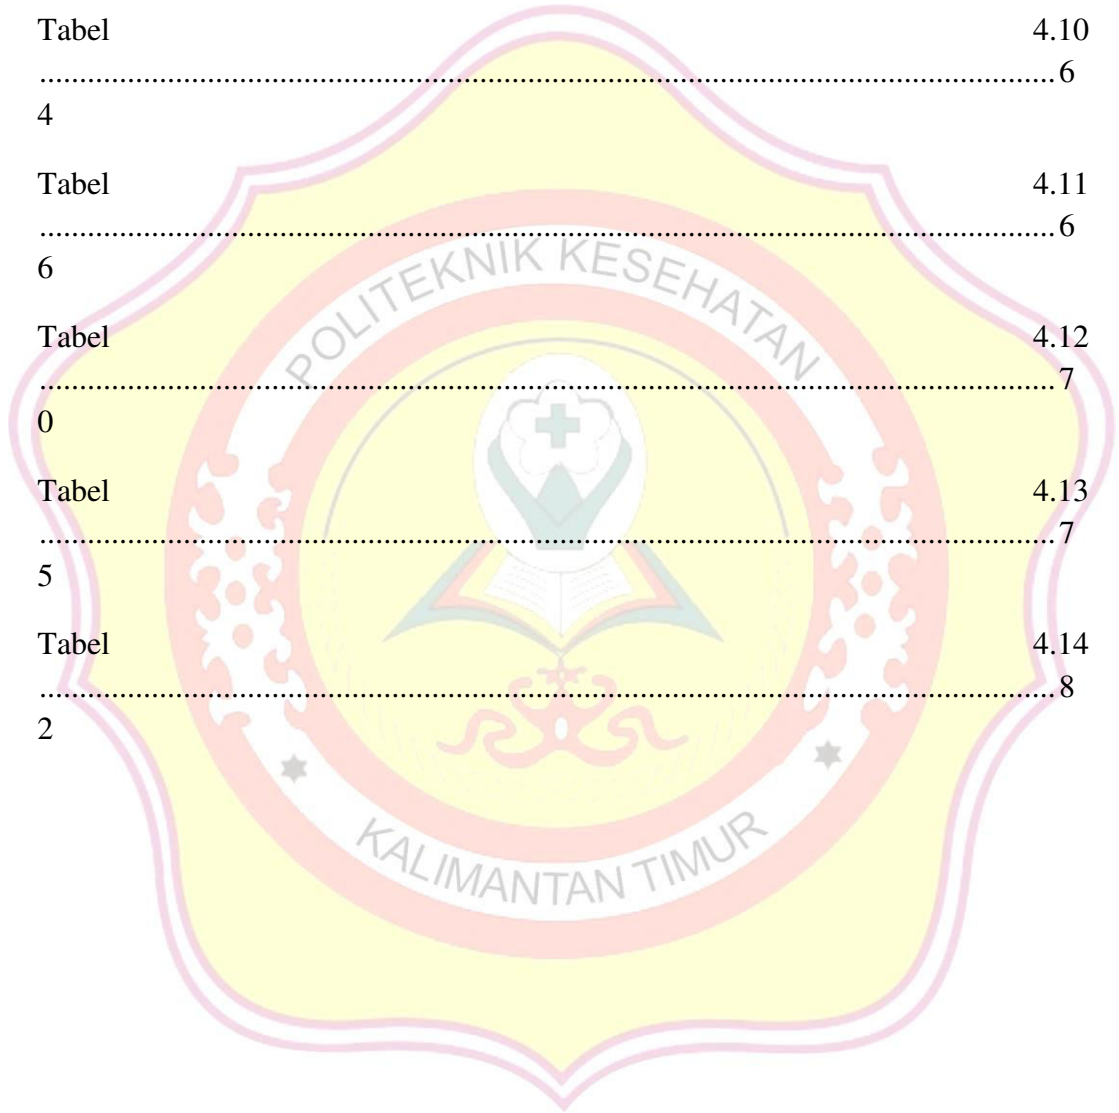 Tabel 4.10
........................................................................................................................................6
4
Tabel 4.11
........................................................................................................................................6
6
Tabel 4.12
........................................................................................................................................7
0
Tabel 4.13
........................................................................................................................................7
5
Tabel 4.14
........................................................................................................................................8
2
POLITEKNIK KESEHATAN
KALIMANTAN TIMUR